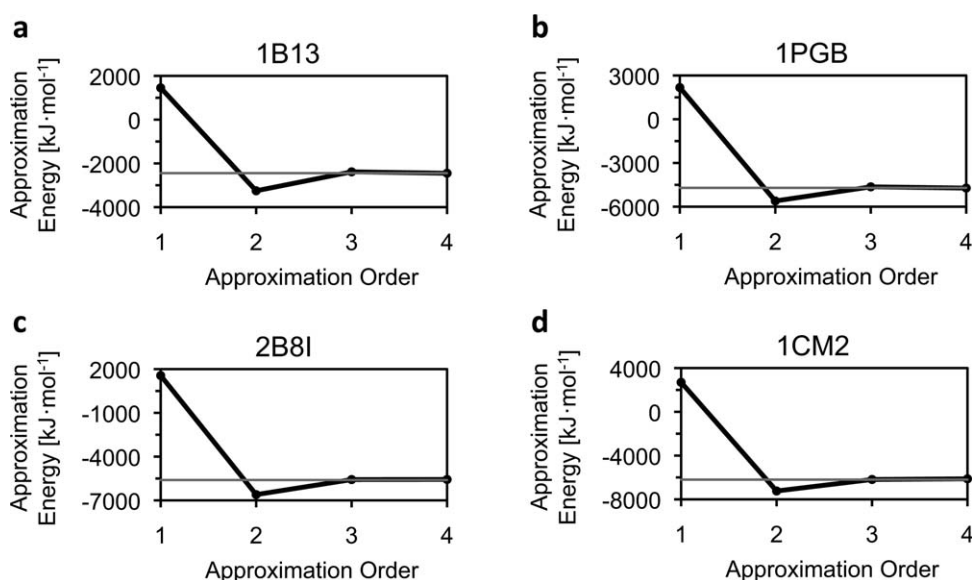 a
1B13
Approximation
Energy [kJ·mol⁻¹]
2000
0
-2000
-4000
1 2 3 4
Approximation Order
b
1PGB
Approximation
Energy [kJ·mol⁻¹]
3000
0
-3000
-6000
1 2 3 4
Approximation Order
c
2B8I
Approximation
Energy [kJ·mol⁻¹]
2000
-1000
-4000
-7000
1 2 3 4
Approximation Order
d
1CM2
Approximation
Energy [kJ·mol⁻¹]
4000
0
-4000
-8000
1 2 3 4
Approximation Order